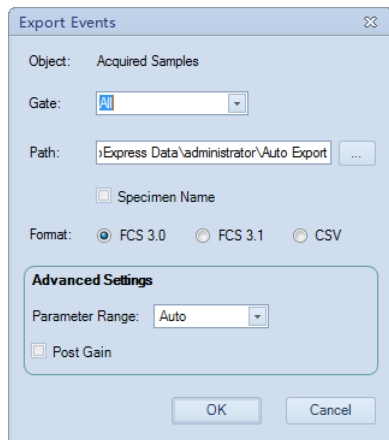 Export Events
Object: Acquired Samples
Gate: All
Path: Express Data\administrator\Auto Export ...
Specimen Name
Format: FCS 3.0 FCS 3.1 CSV
Advanced Settings
Parameter Range: Auto
Post Gain
OK Cancel